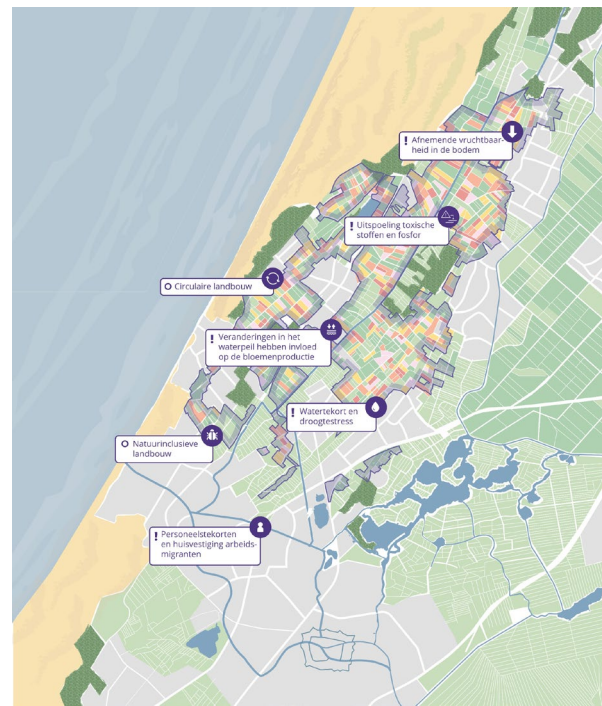 ! Afnemende vruchtbaar-
heid in de bodem
! Uitspoeling toxische
stoffen en fosfor
Circulaire landbouw
! Veranderingen in het
waterpeil hebben invloed
op de bloemenproductie
! Watertekort en
droogtestress
Natuurinclusieve
landbouw
! Personeelstekorten
en huisvestiging arbeids-
migranten